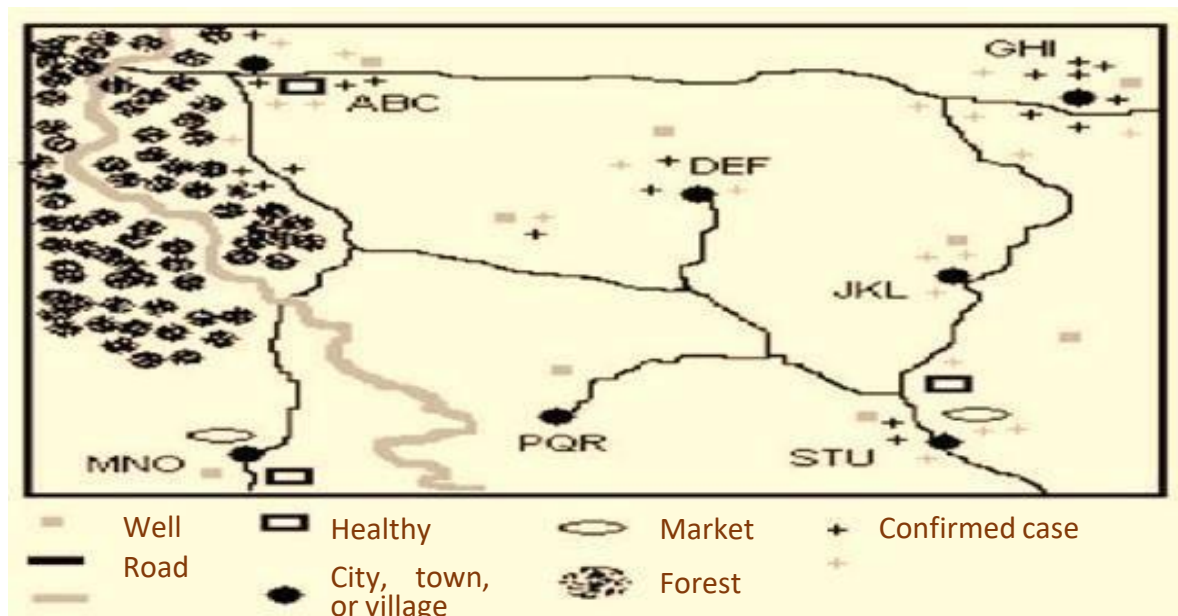 GHI
ABC
DEF
JKL
PQR
MNO
STU
Well
Healthy
Market
Confirmed case
Road
City, town,
or village
Forest